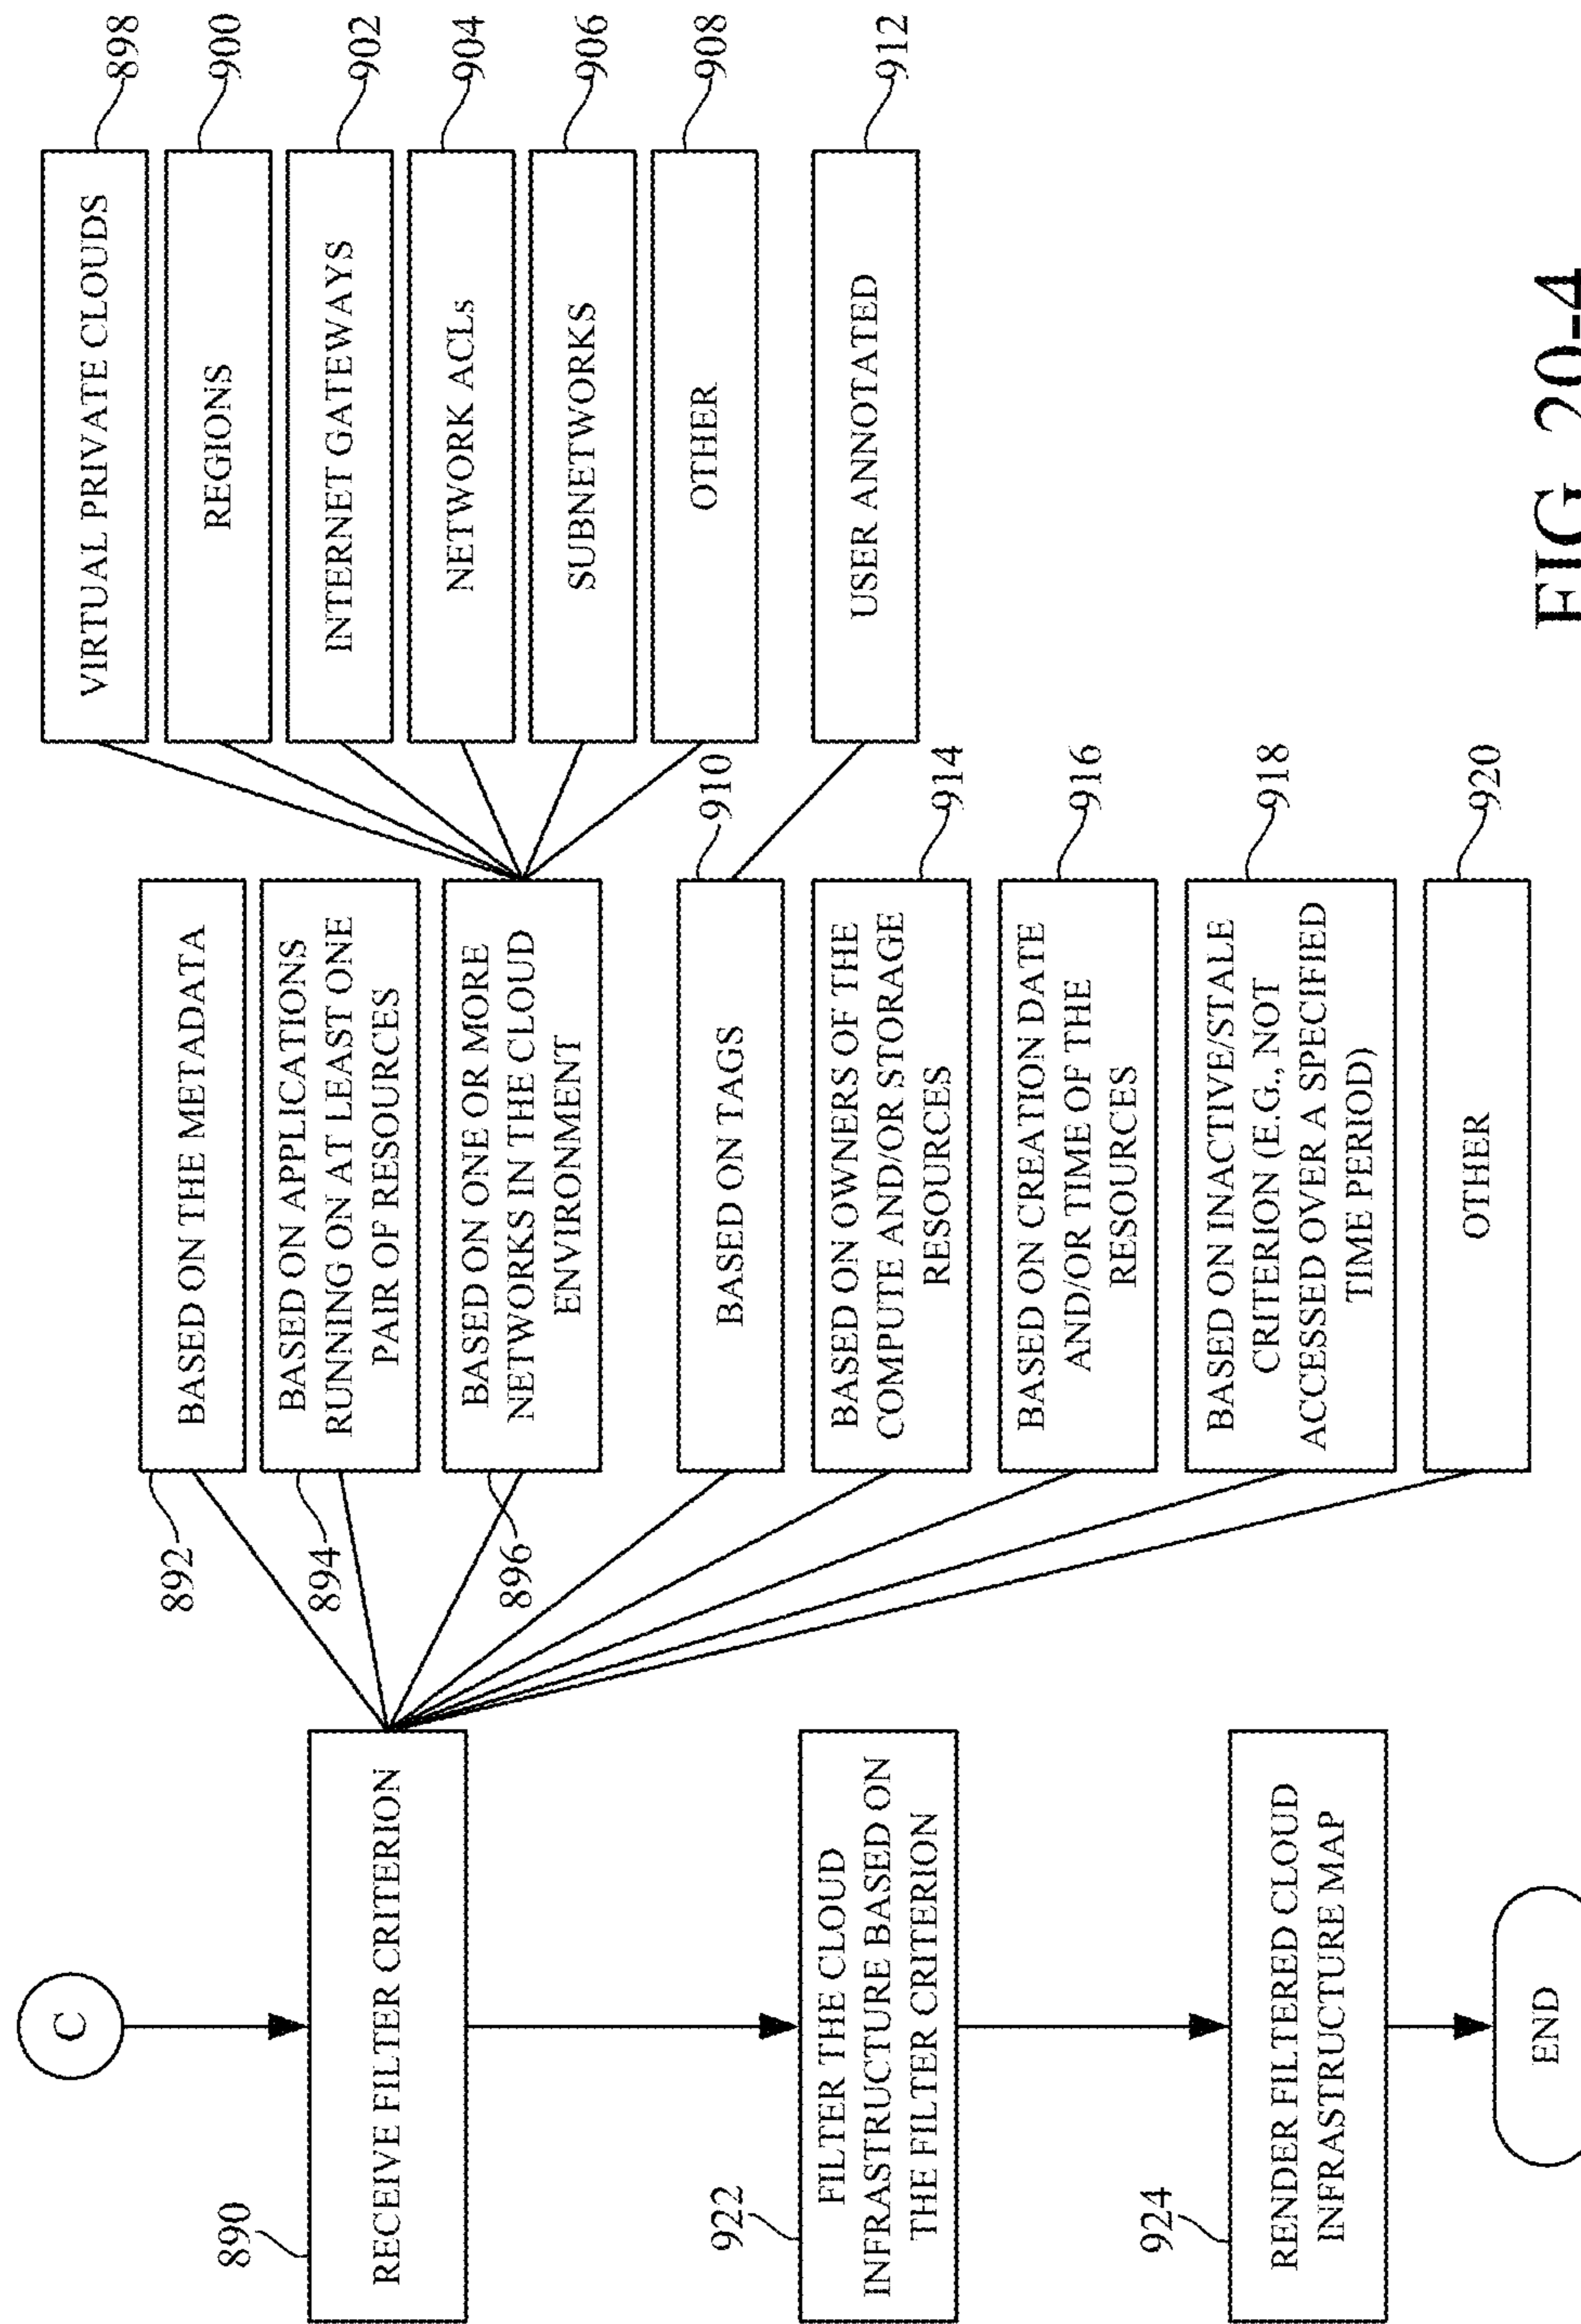 C
890
RECEIVE FILTER CRITERION
892
BASED ON THE METADATA
894
BASED ON APPLICATIONS
RUNNING ON AT LEAST ONE
PAIR OF RESOURCES
896
BASED ON ONE OR MORE
NETWORKS IN THE CLOUD
ENVIRONMENT
VIRTUAL PRIVATE CLOUDS
898
REGIONS
900
INTERNET GATEWAYS
902
NETWORK ACLs
904
SUBNETWORKS
906
OTHER
908
BASED ON TAGS
910
USER ANNOTATED
912
BASED ON OWNERS OF THE
COMPUTE AND/OR STORAGE
RESOURCES
914
BASED ON CREATION DATE
AND/OR TIME OF THE
RESOURCES
916
BASED ON INACTIVE/STALE
CRITERION (E.G., NOT
ACCESSED OVER A SPECIFIED
TIME PERIOD)
918
OTHER
920
922
FILTER THE CLOUD
INFRASTRUCTURE BASED ON
THE FILTER CRITERION
924
RENDER FILTERED CLOUD
INFRASTRUCTURE MAP
END
FIG 20-4